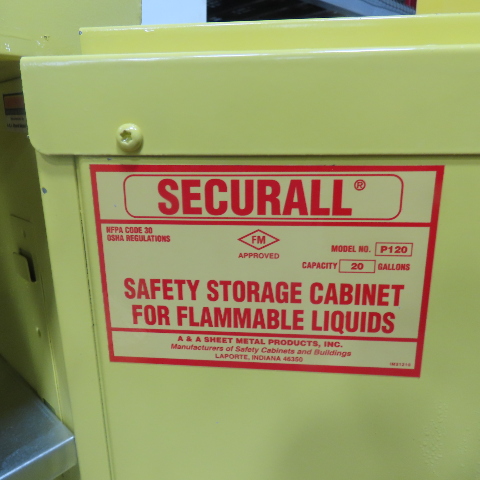 SECURALL®
NFPA CODE 30
OSHA REGULATIONS
FM
APPROVED
MODEL NO. P120
CAPACITY 20 GALLONS
SAFETY STORAGE CABINET
FOR FLAMMABLE LIQUIDS
A & A SHEET METAL PRODUCTS, INC.
Manufacturers of Safety Cabinets and Buildings
LAPORTE, INDIANA 46350